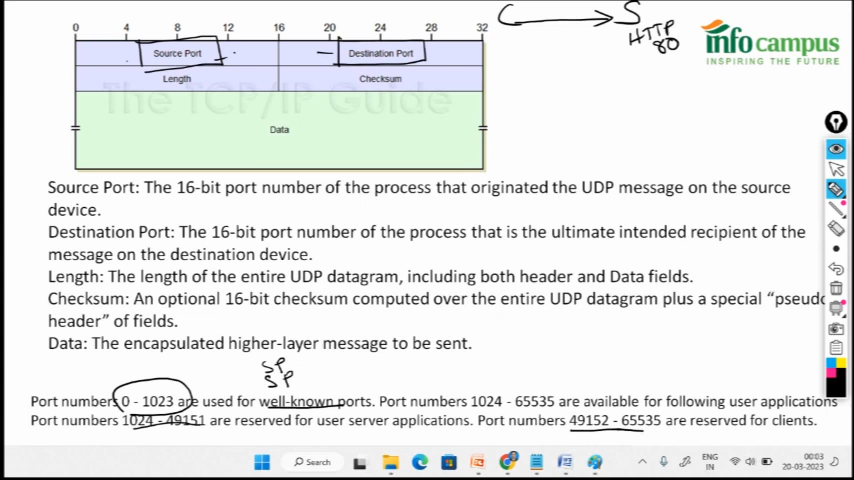 0 4 8 12 16 20 24 28 32
C S
HTTP
80
info campus
INSPIRING THE FUTURE
Source Port Destination Port
Length Checksum
The TCP/IP Guide
Data
Source Port: The 16-bit port number of the process that originated the UDP message on the source
device.
Destination Port: The 16-bit port number of the process that is the ultimate intended recipient of the
message on the destination device.
Length: The length of the entire UDP datagram, including both header and Data fields.
Checksum: An optional 16-bit checksum computed over the entire UDP datagram plus a special “pseudo
header” of fields.
Data: The encapsulated higher-layer message to be sent.
SP
SP
Port numbers 0 - 1023 are used for well-known ports. Port numbers 1024 - 65535 are available for following user applications
Port numbers 1024 - 49151 are reserved for user server applications. Port numbers 49152 - 65535 are reserved for clients.
Search
ENG
IN
00:03
20-03-2023